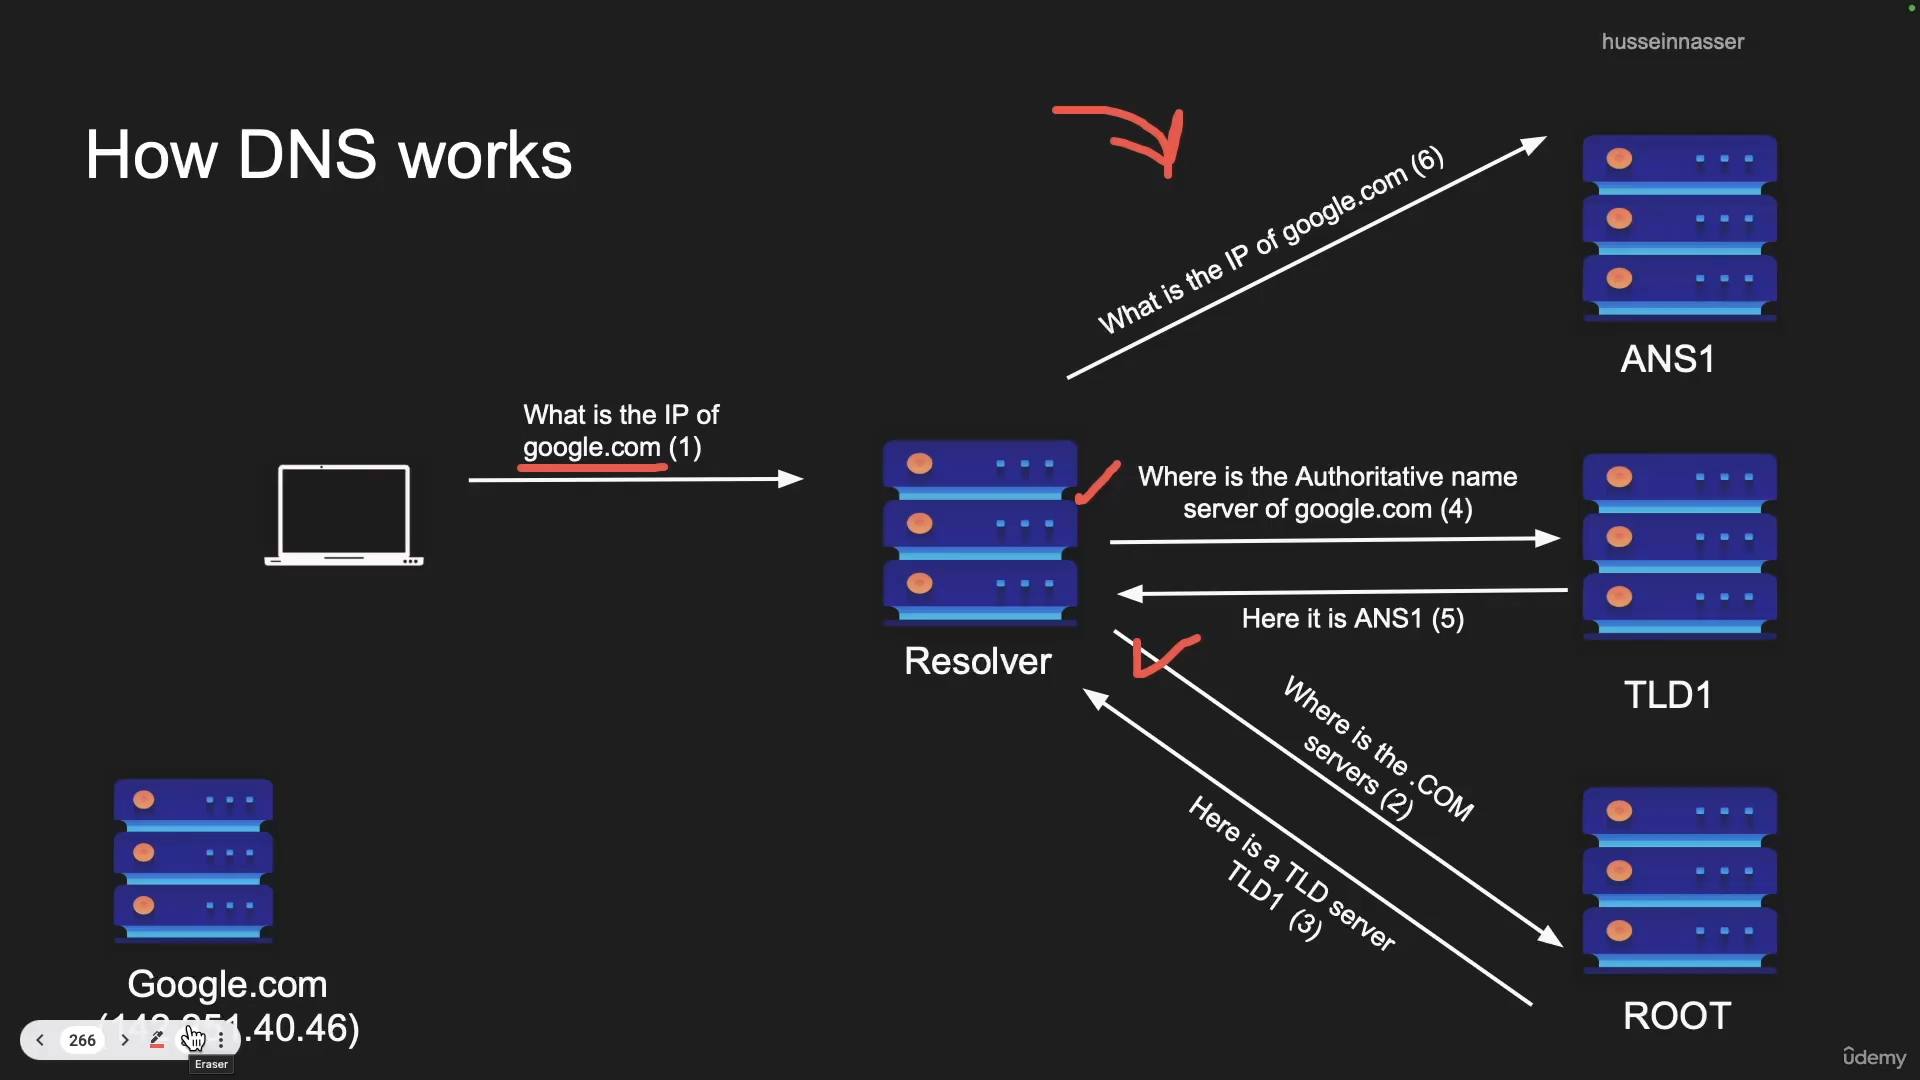 husseinnasser
How DNS works
What is the IP of google.com (6)
ANS1
What is the IP of
google.com (1)
Where is the Authoritative name
server of google.com (4)
Here it is ANS1 (5)
Resolver
TLD1
Where is the .COM
servers (2)
Here is a TLD server
TLD1 (3)
ROOT
Google.com
.40.46)
266
Eraser
ûdemy